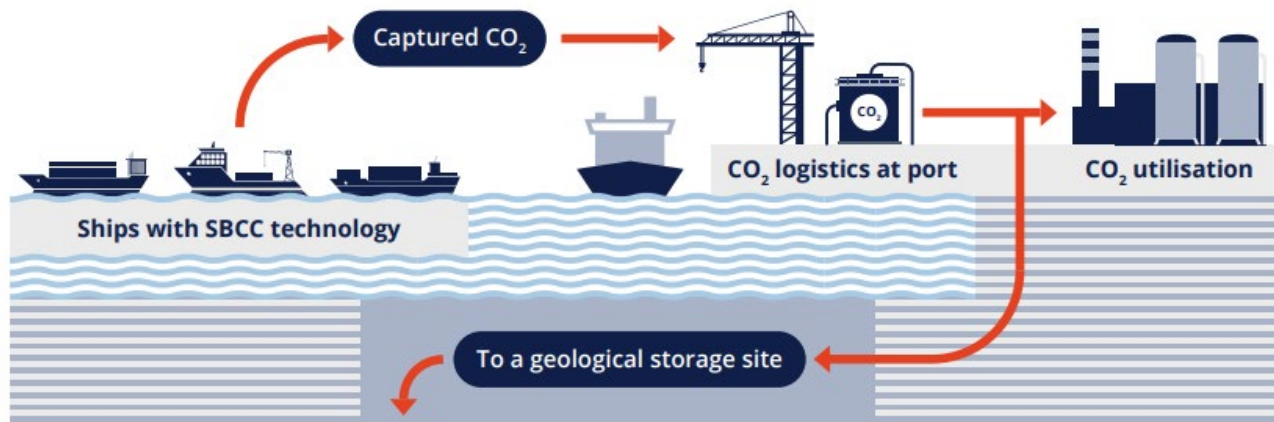 Captured CO₂
CO₂
CO₂ logistics at port
CO₂ utilisation
Ships with SBCC technology
To a geological storage site